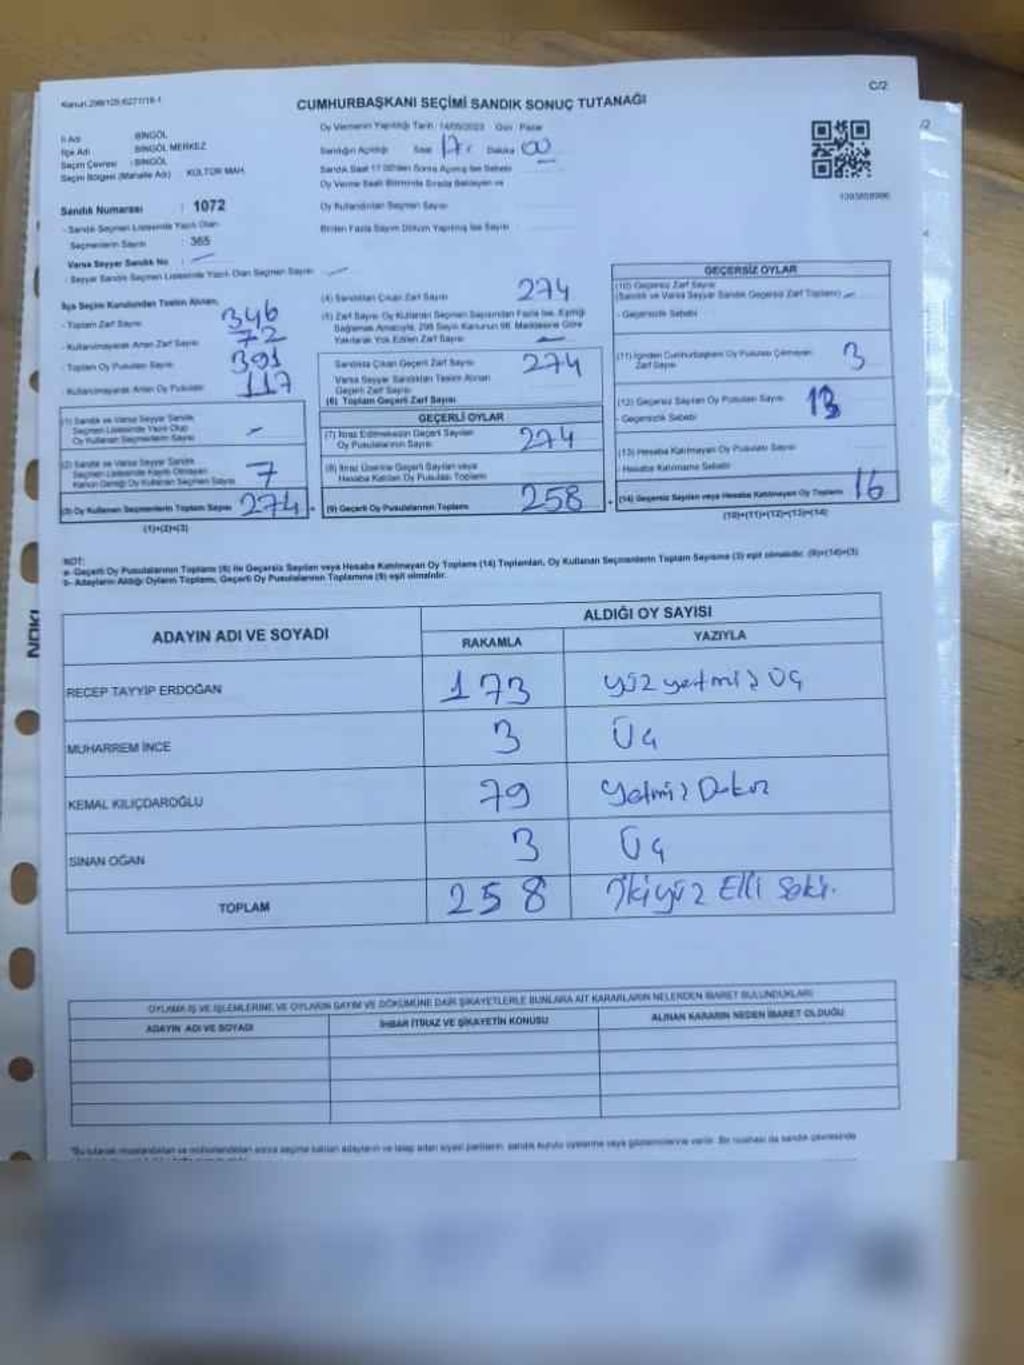 Kanun:298/125;6271/18-1
C/2
CUMHURBAŞKANI SEÇİMİ SANDIK SONUÇ TUTANAĞI
İl Adı : BİNGÖL
İlçe Adı : BİNGÖL MERKEZ
Seçim Çevresi : BİNGÖL
Seçim Bölgesi (Mahalle Adı) : KÜLTÜR MAH.
Sandık Numarası : 1072
- Sandık Seçmen Listesinde Yazılı Olan
Seçmenlerin Sayısı : 365
Varsa Seyyar Sandık No :
- Seyyar Sandık Seçmen Listesinde Yazılı Olan Seçmen Sayısı :
Oy Vermenin Yapıldığı Tarih: 14/05/2023 Gün: Pazar
Sandığın Açıldığı Saat 17 Dakika 00
Sandık Saat 17:00'den Sonra Açılmış İse Sebebi
Oy Verme Saati Bitiminde Sırada Bekleyen ve
Oy Kullandırılan Seçmen Sayısı
Birden Fazla Sayım Döküm Yapılmış İse Sayısı
İlçe Seçim Kurulundan Teslim Alınan;
- Toplam Zarf Sayısı 346
- Kullanılmayarak Artan Zarf Sayısı 72
- Toplam Oy Pusulası Sayısı 391
- Kullanılmayarak Artan Oy Pusulası 117
(1) Sandık ve Varsa Seyyar Sandık
Seçmen Listesinde Yazılı Olup
Oy Kullanan Seçmenlerin Sayısı -
(2) Sandık ve Varsa Seyyar Sandık
Seçmen Listesinde Kayıtlı Olmayan
Kanun Gereği Oy Kullanan Seçmen Sayısı 7
(3) Oy Kullanan Seçmenlerin Toplam Sayısı 274
(1)+(2)=(3)
(4) Sandıktan Çıkan Zarf Sayısı 274
(5) Zarf Sayısı Oy Kullanan Seçmen Sayısından Fazla İse, Eşitliği
Sağlamak Amacıyla, 298 Sayılı Kanunun 98. Maddesine Göre
Yakılarak Yok Edilen Zarf Sayısı -
Sandıkta Çıkan Geçerli Zarf Sayısı 274
Varsa Seyyar Sandıktan Teslim Alınan
Geçerli Zarf Sayısı
(6) Toplam Geçerli Zarf Sayısı
GEÇERLİ OYLAR
(7) İtiraz Edilmeksizin Geçerli Sayılan
Oy Pusulalarının Sayısı 274
(8) İtiraz Üzerine Geçerli Sayılan veya
Hesaba Katılan Oy Pusulası Toplamı
(9) Geçerli Oy Pusulalarının Toplamı 258
GEÇERSİZ OYLAR
(10) Geçersiz Zarf Sayısı
(Sandık ve Varsa Seyyar Sandık Geçersiz Zarf Toplamı) -
- Geçersizlik Sebebi
(11) İçinden Cumhurbaşkanı Oy Pusulası Çıkmayan
Zarf Sayısı 3
(12) Geçersiz Sayılan Oy Pusulası Sayısı 13
- Geçersizlik Sebebi
(13) Hesaba Katılmayan Oy Pusulası Sayısı
- Hesaba Katılmama Sebebi
(14) Geçersiz Sayılan veya Hesaba Katılmayan Oy Toplamı 16
(10)+(11)+(12)+(13)=(14)
NOT:
a- Geçerli Oy Pusulalarının Toplamı (9) ile Geçersiz Sayılan veya Hesaba Katılmayan Oy Toplamı (14) Toplamları, Oy Kullanan Seçmenlerin Toplam Sayısına (3) eşit olmalıdır. (9)+(14)=(3)
b- Adayların Aldığı Oyların Toplamı, Geçerli Oy Pusulalarının Toplamına (9) eşit olmalıdır.
ADAYIN ADI VE SOYADI
ALDIĞI OY SAYISI
RAKAMLA YAZIYLA
RECEP TAYYİP ERDOĞAN 173 yüz yetmiş üç
MUHARREM İNCE 3 Üç
KEMAL KILIÇDAROĞLU 79 Yetmiş Dokuz
SİNAN OĞAN 3 Üç
TOPLAM 258 İkiyüz Elli Sekiz
OYLAMA İŞ VE İŞLEMLERİNE VE OYLARIN SAYIM VE DÖKÜMÜNE DAİR ŞİKAYETLERLE BUNLARA AİT KARARLARIN NELERDEN İBARET BULUNDUKLARI
ADAYIN ADI VE SOYADI İHBAR İTİRAZ VE ŞİKAYETİN KONUSU ALINAN KARARIN NEDEN İBARET OLDUĞU